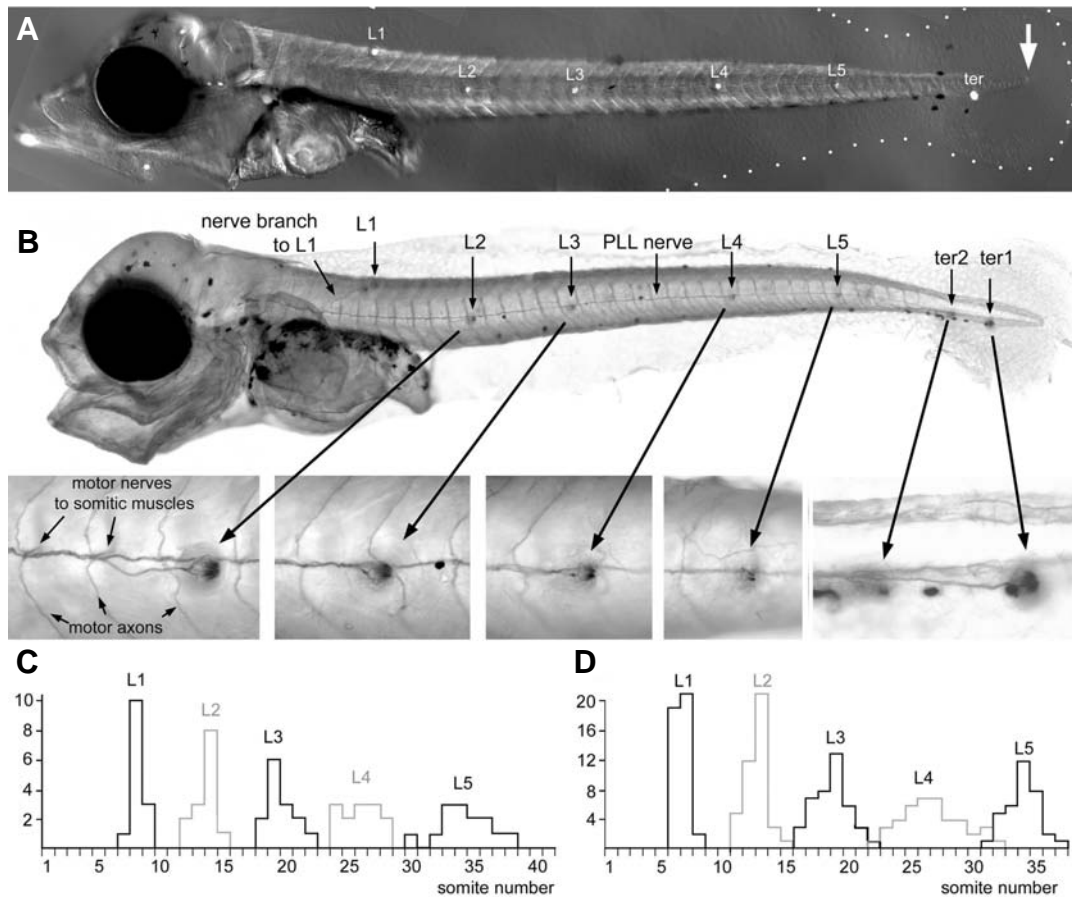 A
L1
L2
L3
L4
L5
ter
B
nerve branch
to L1
L1
L2
L3
PLL nerve
L4
L5
ter2
ter1
motor nerves
to somitic muscles
motor axons
C
L1
L2
L3
L4
L5
10
8
6
4
2
1 5 10 15 20 25 30 35 40
somite number
D
L1
L2
L3
L4
L5
20
16
12
8
4
1 5 10 15 20 25 30 35
somite number